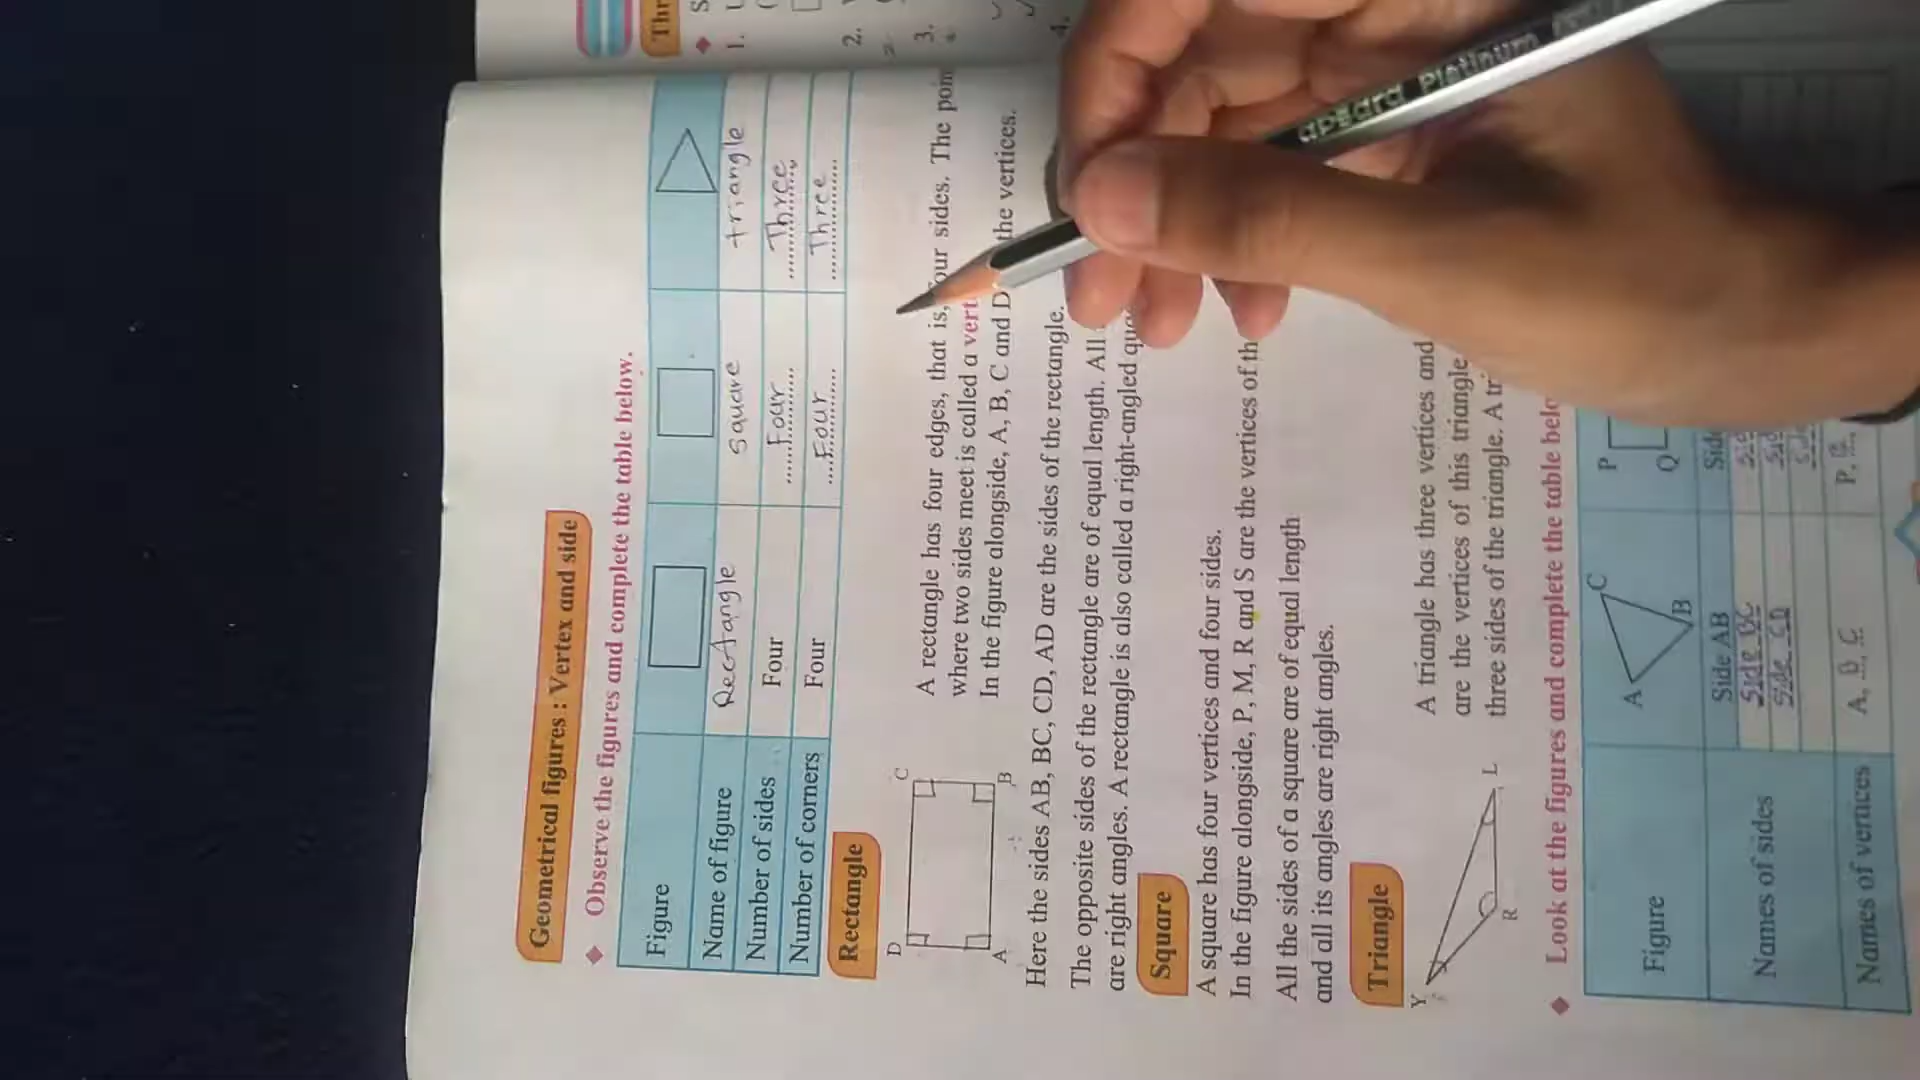 Geometrical figures : Vertex and side
◆ Observe the figures and complete the table below.
Figure
Name of figure Rectangle square triangle
Number of sides Four Four Three
Number of corners Four Four Three
Rectangle
D C
A B
A rectangle has four edges, that is, our sides. The
where two sides meet is called a
In the figure alongside, A, B, C and D the vertices.
Here the sides AB, BC, CD, AD are the sides of the rectangle.
The opposite sides of the rectangle are of equal length. All
are right angles. A rectangle is also called a right-angled
Square
A square has four vertices and four sides.
In the figure alongside, P, M, R and S are the vertices of
All the sides of a square are of equal length
and all its angles are right angles.
Triangle
Y R L
A triangle has three vertices and
are the vertices of this triangle
three sides of the triangle. A
◆ Look at the figures and complete the table
Figure A B C P Q
Names of sides Side AB
Side BC
Side CD
Names of vertices A, B, C P,
1.
2.
3.
4.
apsara Platinum